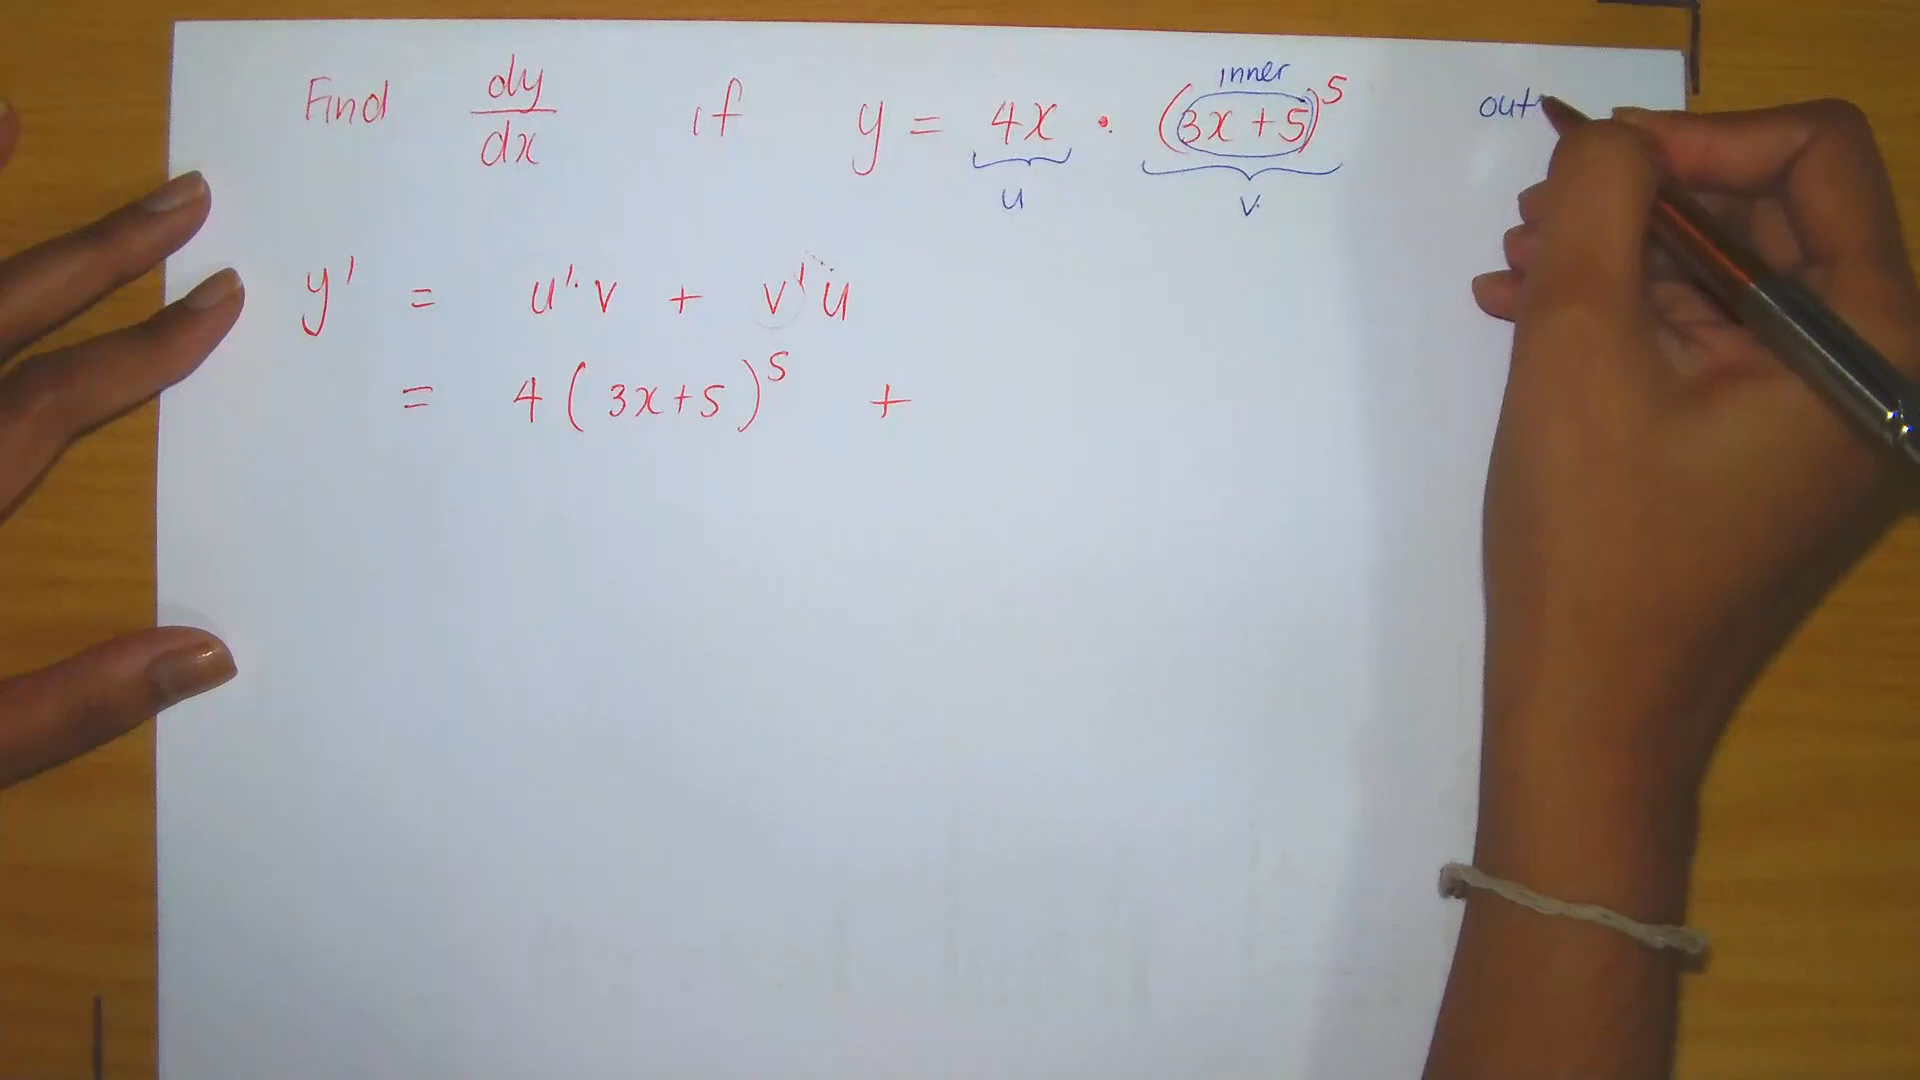 Find dy/dx if y = 4x · (3x + 5)^5
inner
out
u
v
y' = u'· v + v' u
= 4 ( 3x + 5 )^5 +